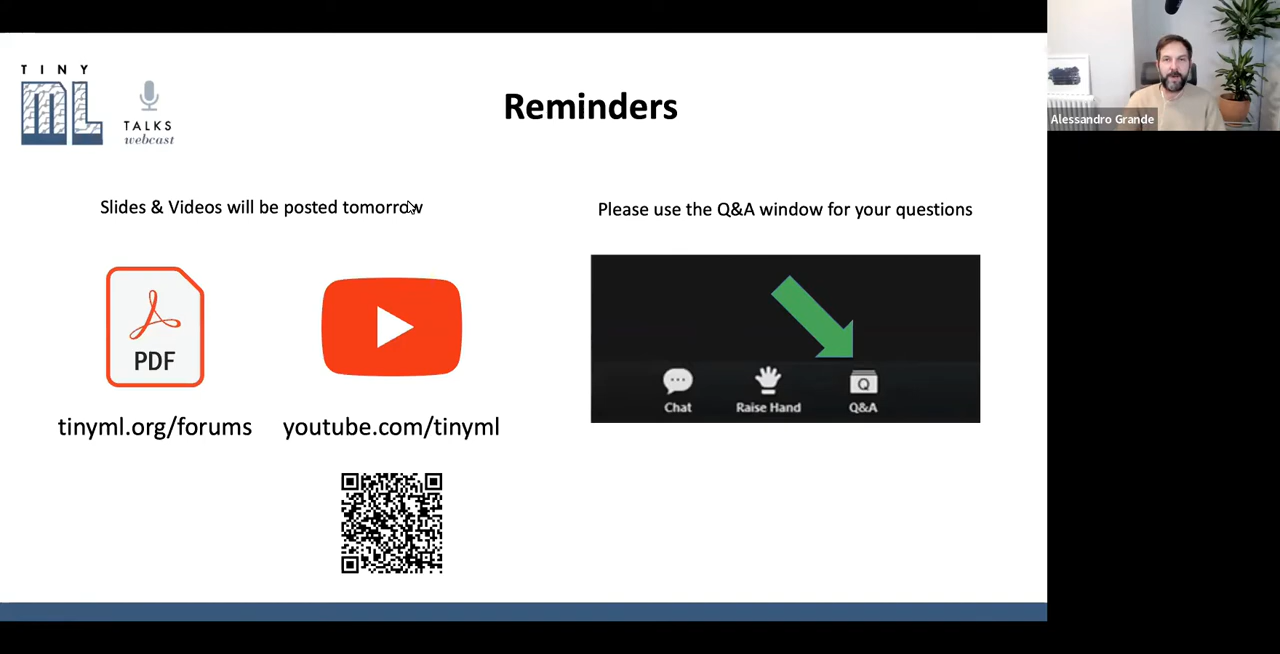 TINY
ML
TALKS
webcast
Reminders
Alessandro Grande
Slides & Videos will be posted tomorrow
Please use the Q&A window for your questions
PDF
tinyml.org/forums
youtube.com/tinyml
Chat
Raise Hand
Q
Q&A